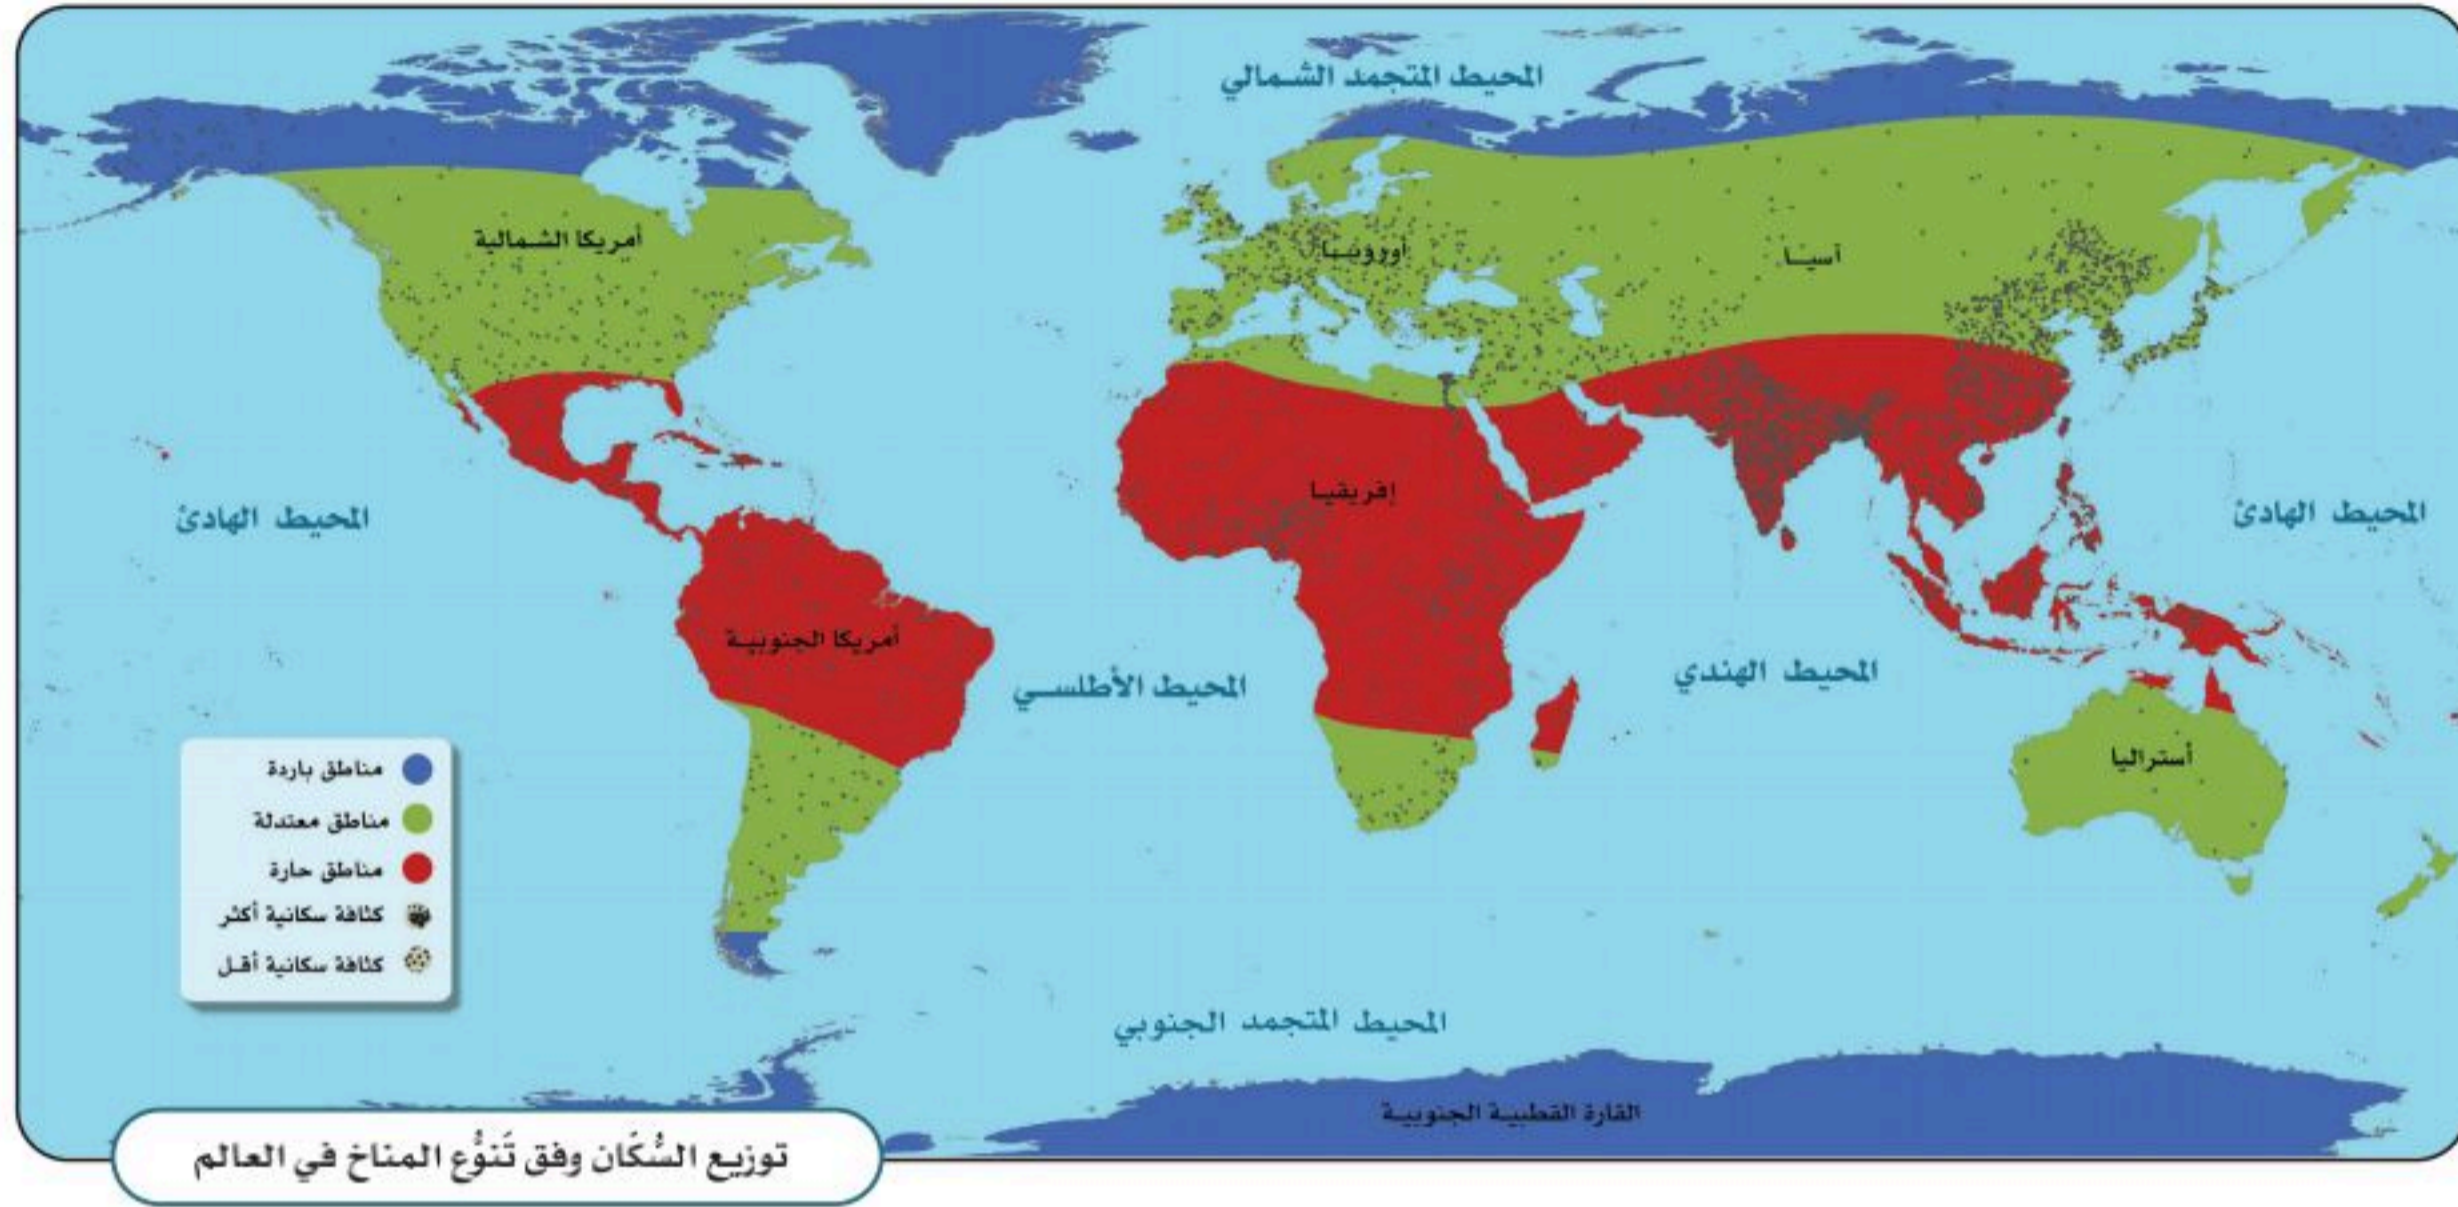 المحيط المتجمد الشمالي
أمريكا الشمالية
أوروبا
آسيا
إفريقيا
المحيط الهادئ
المحيط الهادئ
أمريكا الجنوبية
المحيط الأطلسي
المحيط الهندي
أستراليا
مناطق باردة
مناطق معتدلة
مناطق حارة
كثافة سكانية أكثر
كثافة سكانية أقل
المحيط المتجمد الجنوبي
القارة القطبية الجنوبية
توزيع السُّكَّان وفق تَنوُّع المناخ في العالم